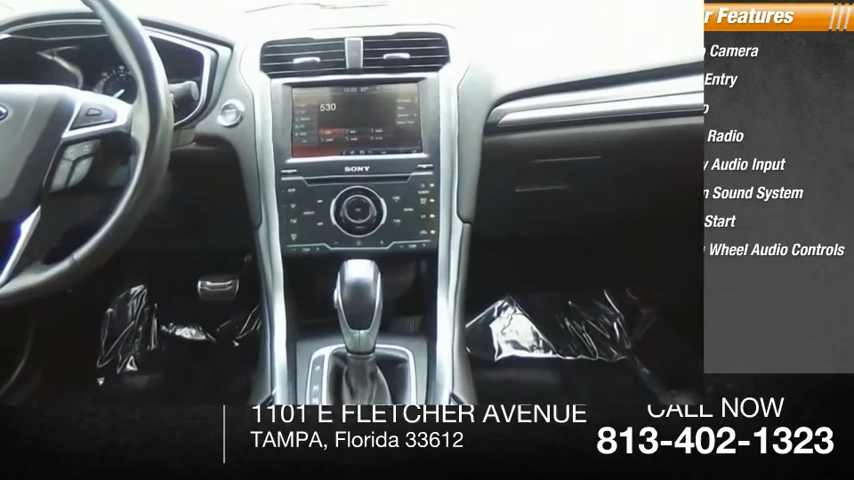 r Features
Camera
Entry
Radio
Audio Input
Sound System
Start
Wheel Audio Controls
530
SONY
1101 E FLETCHER AVENUE
TAMPA, Florida 33612
CALL NOW
813-402-1323